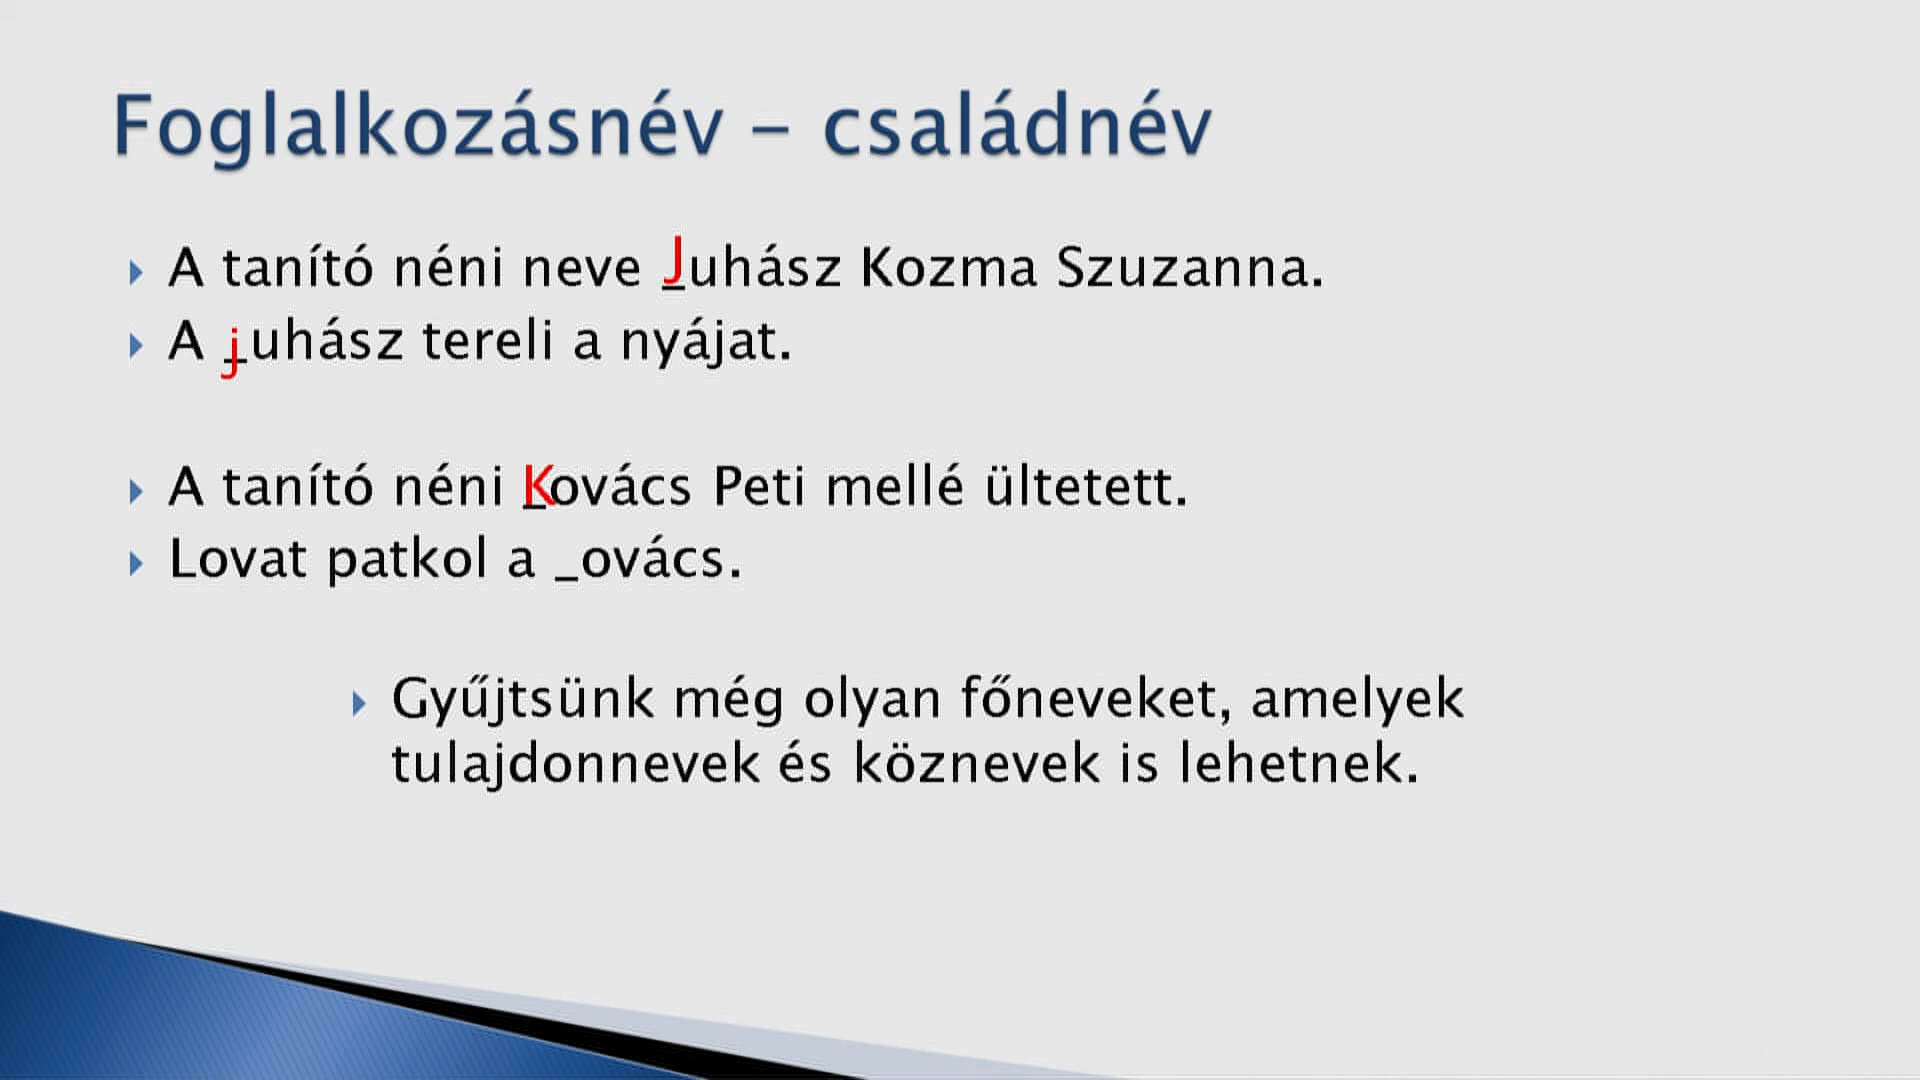 Foglalkozásnév – családnév
A tanító néni neve Juhász Kozma Szuzanna.
A juhász tereli a nyájat.
A tanító néni Kovács Peti mellé ültetett.
Lovat patkol a _ovács.
Gyűjtsünk még olyan főneveket, amelyek
tulajdonnevek és köznevek is lehetnek.